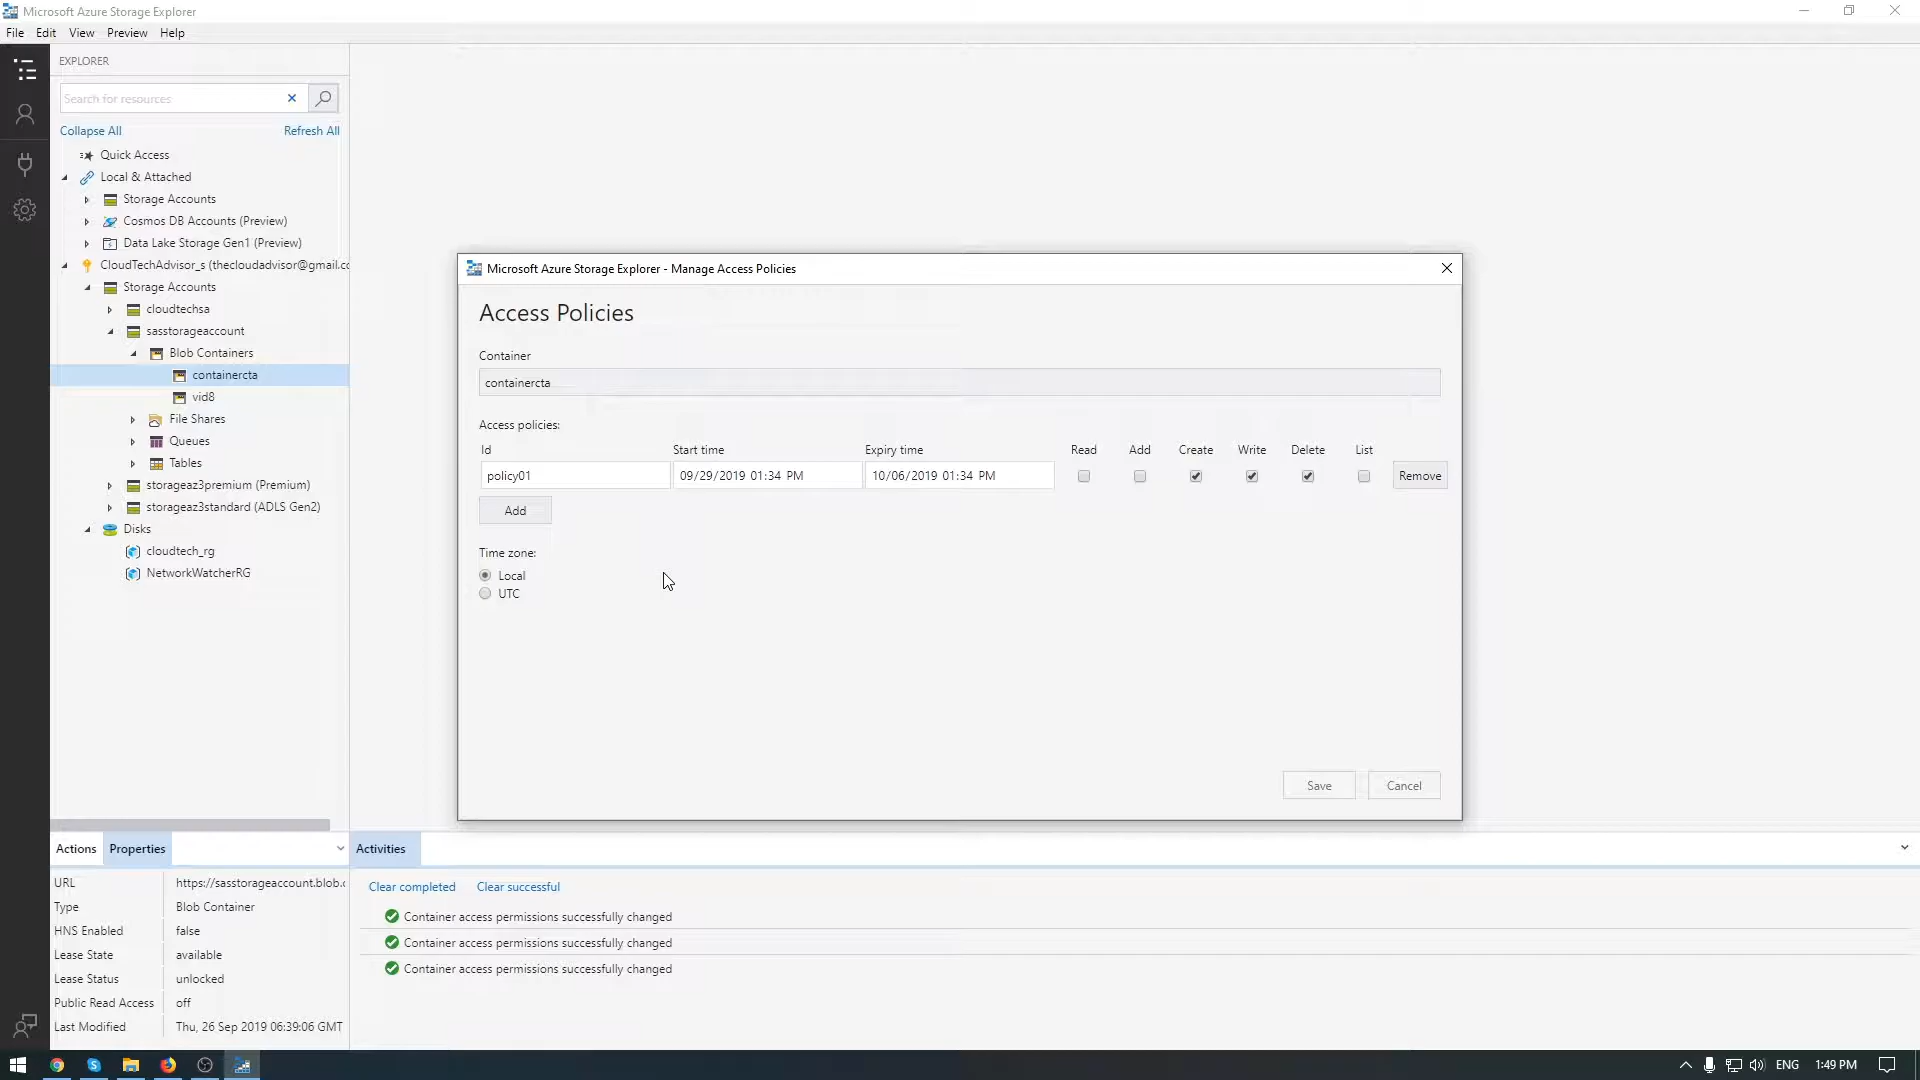 Microsoft Azure Storage Explorer
File Edit View Preview Help
EXPLORER
Search for resources
Collapse All Refresh All
Quick Access
Local & Attached
Storage Accounts
Cosmos DB Accounts (Preview)
Data Lake Storage Gen1 (Preview)
CloudTechAdvisor_s (thecloudadvisor@gmail.cc
Storage Accounts
cloudtechsa
sasstorageaccount
Blob Containers
containercta
vid8
File Shares
Queues
Tables
storageaz3premium (Premium)
storageaz3standard (ADLS Gen2)
Disks
cloudtech_rg
NetworkWatcherRG
Microsoft Azure Storage Explorer - Manage Access Policies
Access Policies
Container
containercta
Access policies:
Id Start time Expiry time Read Add Create Write Delete List
policy01 09/29/2019 01:34 PM 10/06/2019 01:34 PM Remove
Add
Time zone:
Local
UTC
Save Cancel
Actions Properties
URL https://sasstorageaccount.blob.c
Type Blob Container
HNS Enabled false
Lease State available
Lease Status unlocked
Public Read Access off
Last Modified Thu, 26 Sep 2019 06:39:06 GMT
Activities
Clear completed Clear successful
Container access permissions successfully changed
Container access permissions successfully changed
Container access permissions successfully changed
ENG 1:49 PM